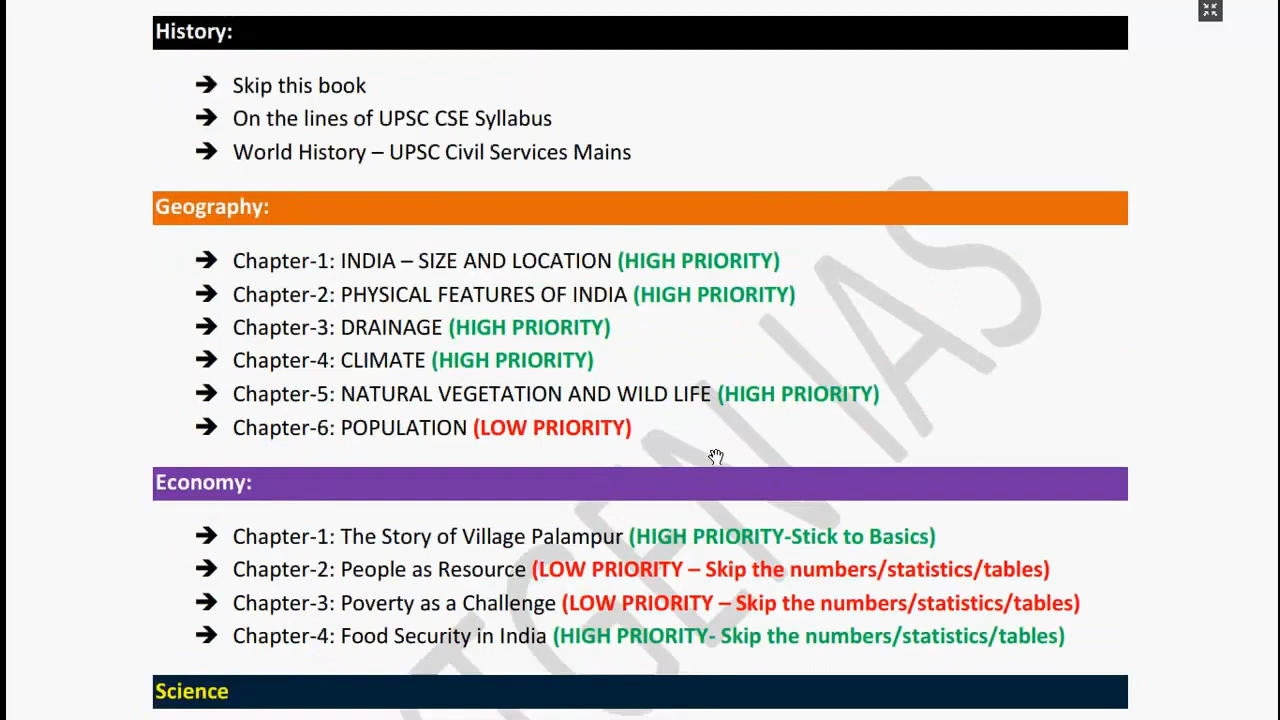 History:
➔ Skip this book
➔ On the lines of UPSC CSE Syllabus
➔ World History – UPSC Civil Services Mains
Geography:
➔ Chapter-1: INDIA – SIZE AND LOCATION (HIGH PRIORITY)
➔ Chapter-2: PHYSICAL FEATURES OF INDIA (HIGH PRIORITY)
➔ Chapter-3: DRAINAGE (HIGH PRIORITY)
➔ Chapter-4: CLIMATE (HIGH PRIORITY)
➔ Chapter-5: NATURAL VEGETATION AND WILD LIFE (HIGH PRIORITY)
➔ Chapter-6: POPULATION (LOW PRIORITY)
Economy:
➔ Chapter-1: The Story of Village Palampur (HIGH PRIORITY-Stick to Basics)
➔ Chapter-2: People as Resource (LOW PRIORITY – Skip the numbers/statistics/tables)
➔ Chapter-3: Poverty as a Challenge (LOW PRIORITY – Skip the numbers/statistics/tables)
➔ Chapter-4: Food Security in India (HIGH PRIORITY- Skip the numbers/statistics/tables)
Science
IAS